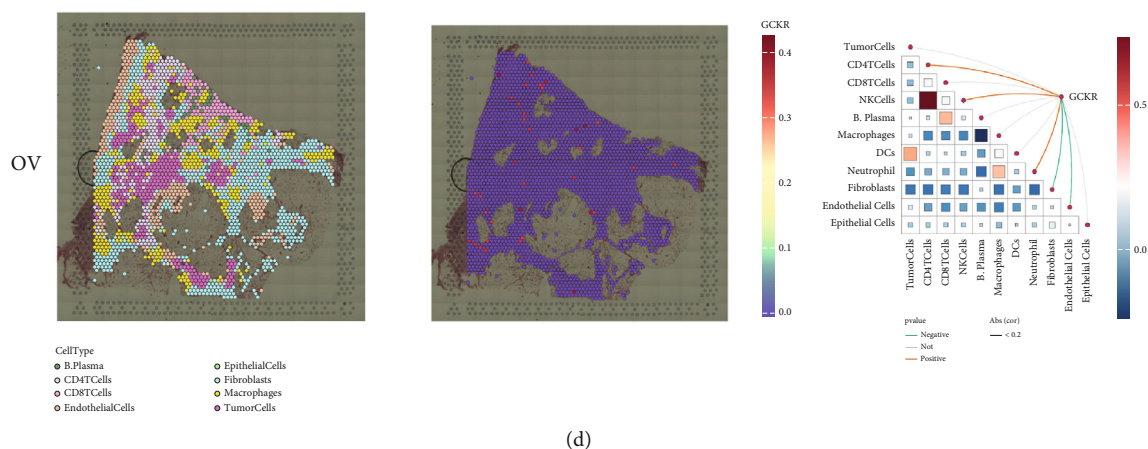 OV
CellType
B.Plasma
CD4TCells
CD8TCells
EndothelialCells
EpithelialCells
Fibroblasts
Macrophages
TumorCells
GCKR
0.4
0.3
0.2
0.1
0.0
TumorCells
CD4TCells
CD8TCells
NKCells
B. Plasma
Macrophages
DCs
Neutrophil
Fibroblasts
Endothelial Cells
Epithelial Cells
GCKR
TumorCells
CD4TCells
CD8TCells
NKCells
B. Plasma
Macrophages
DCs
Neutrophil
Fibroblasts
Endothelial Cells
Epithelial Cells
0.5
0.0
pvalue
Negative
Not
Positive
Abs (cor)
< 0.2
(d)